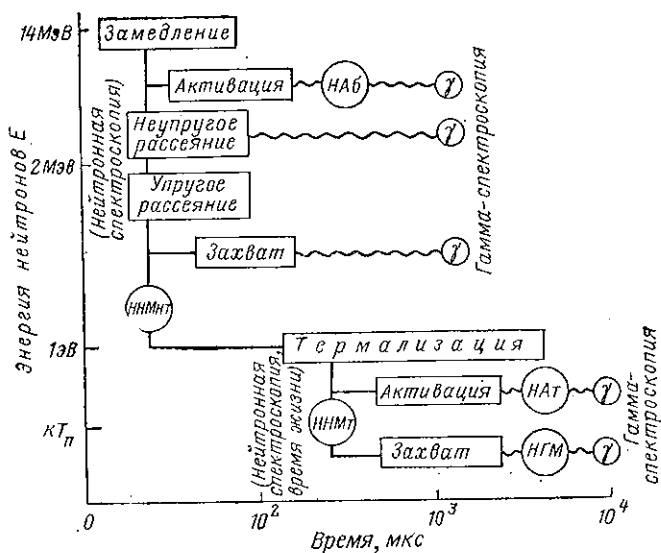 14МэВ
Замедление
Активация
НАб
γ
Неупругое
рассеяние
γ
2МэВ
Упругое
рассеяние
(Нейтронная
спектроскопия)
Захват
γ
Гамма-спектроскопия
Энергия нейтронов E
ННМнт
1эВ
Термализация
Активация
НАт
γ
(Нейтронная
спектроскопия,
время жизни)
ННМт
Захват
НГМ
γ
Гамма-
спектроскопия
кТп
0
10²
10³
10⁴
Время, мкс